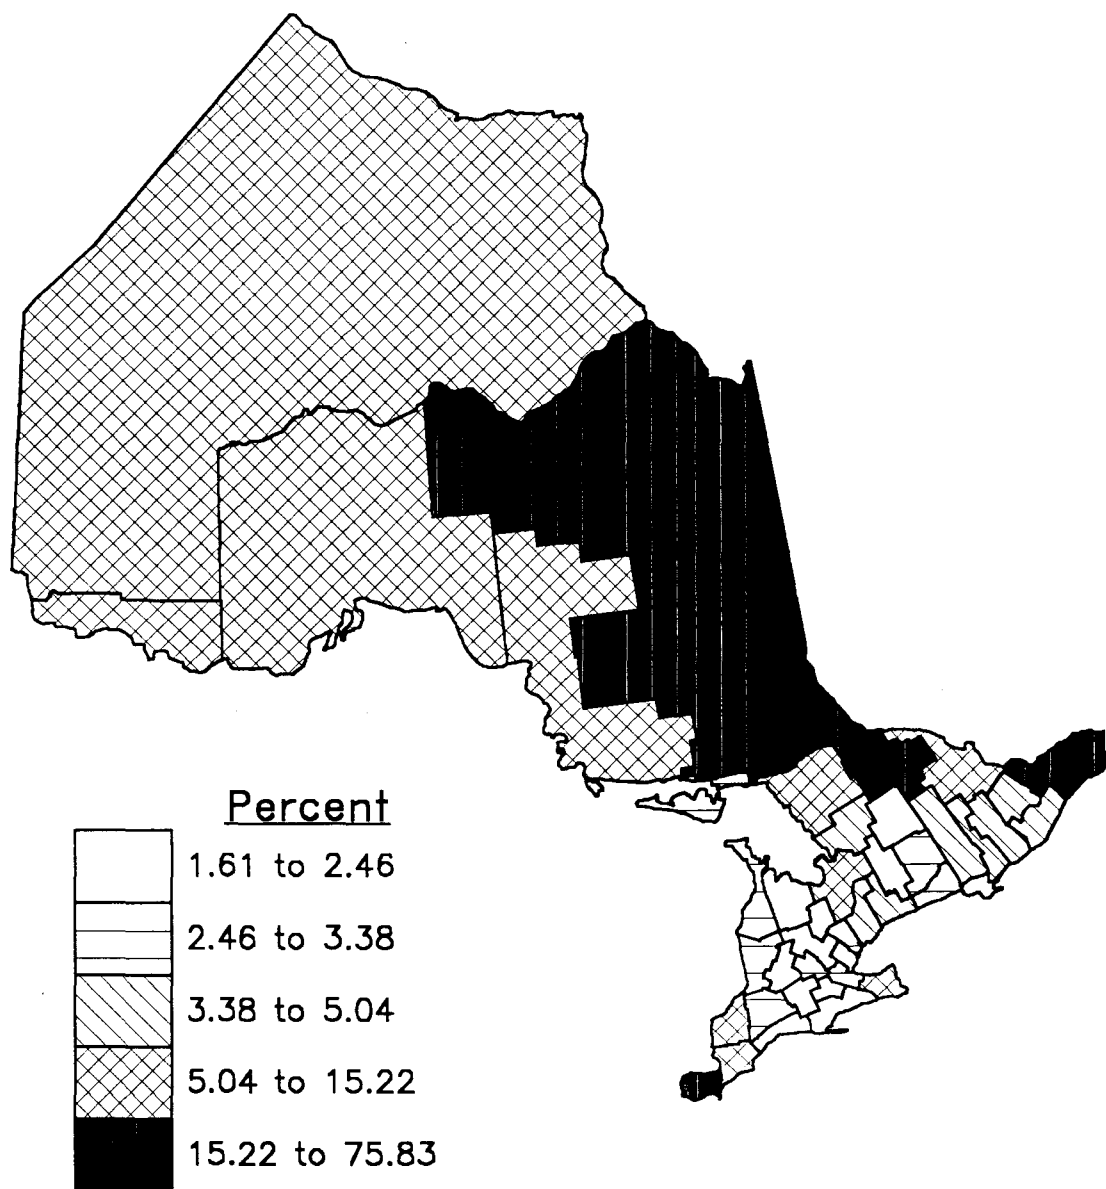 Percent
1.61 to 2.46
2.46 to 3.38
3.38 to 5.04
5.04 to 15.22
15.22 to 75.83